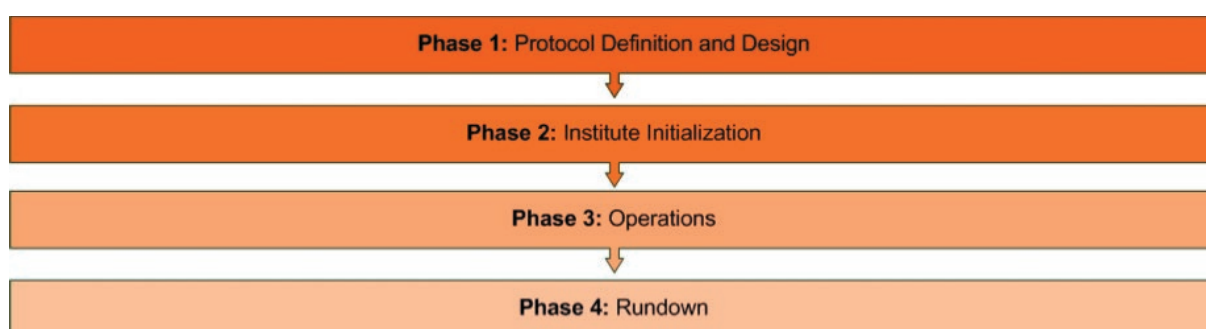 Phase 1: Protocol Definition and Design
Phase 2: Institute Initialization
Phase 3: Operations
Phase 4: Rundown